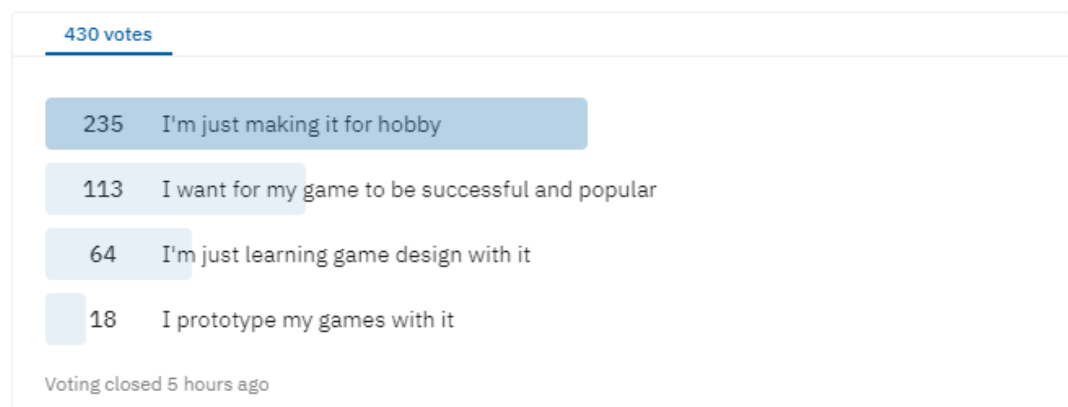 430 votes
235 I'm just making it for hobby
113 I want for my game to be successful and popular
64 I'm just learning game design with it
18 I prototype my games with it
Voting closed 5 hours ago